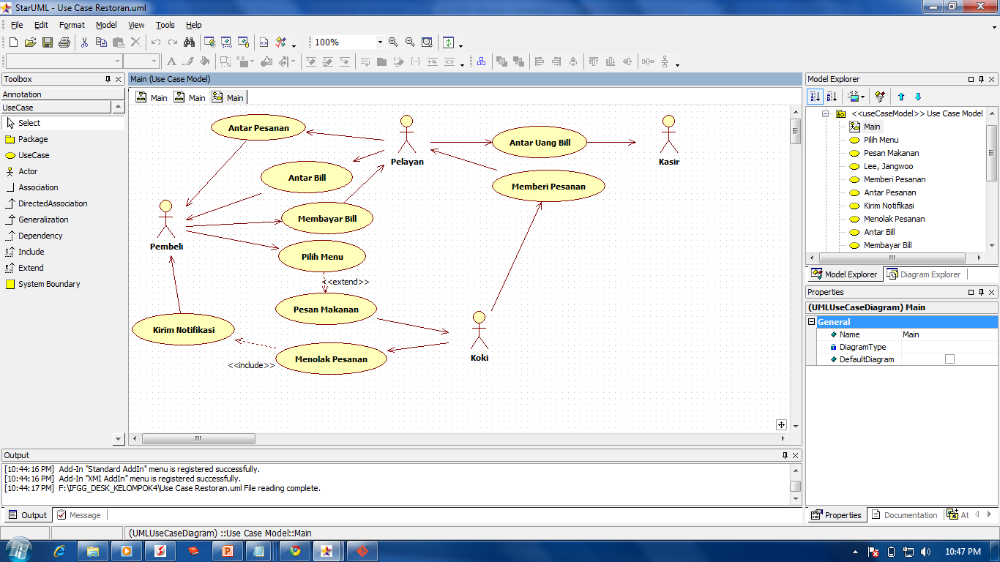 StarUML - Use Case Restoran.uml
File Edit Format Model View Tools Help
100%
Toolbox
Annotation
UseCase
Select
Package
UseCase
Actor
Association
DirectedAssociation
Generalization
Dependency
Include
Extend
System Boundary
Main (Use Case Model)
Main Main Main
Antar Pesanan
Pelayan
Antar Uang Bill
Kasir
Antar Bill
Memberi Pesanan
Membayar Bill
Pembeli
Pilih Menu
<<extend>>
Pesan Makanan
Kirim Notifikasi
Menolak Pesanan
<<include>>
Koki
Model Explorer
<<useCaseModel>> Use Case Model
Main
Pilih Menu
Pesan Makanan
Lee, Jangwoo
Memberi Pesanan
Antar Pesanan
Kirim Notifikasi
Menolak Pesanan
Antar Bill
Membayar Bill
Model Explorer Diagram Explorer
Properties
(UMLUseCaseDiagram) Main
General
Name Main
DiagramType
DefaultDiagram
Properties Documentation At
Output
[10:44:16 PM] Add-In "Standard AddIn" menu is registered successfully.
[10:44:16 PM] Add-In "XMI AddIn" menu is registered successfully.
[10:44:17 PM] F:\IFGG_DESK_KELOMPOK4\Use Case Restoran.uml File reading complete.
Output Message
(UMLUseCaseDiagram) ::Use Case Model::Main
10:47 PM